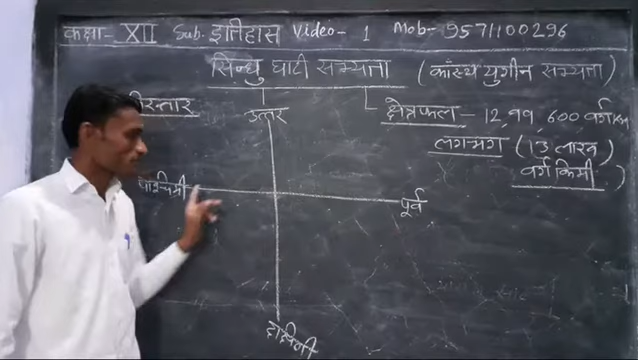 कक्षा- XII Sub. इतिहास Video- 1 Mob- 9571100296
सिन्धु घाटी सभ्यता (काँस्य युगीन सभ्यता)
विस्तार
उत्तर
क्षेत्रफल - 12,99,600 वर्ग Km
लगभग (13 लाख
वर्ग किमी)
पश्चिमी
पूर्व
दक्षिणी